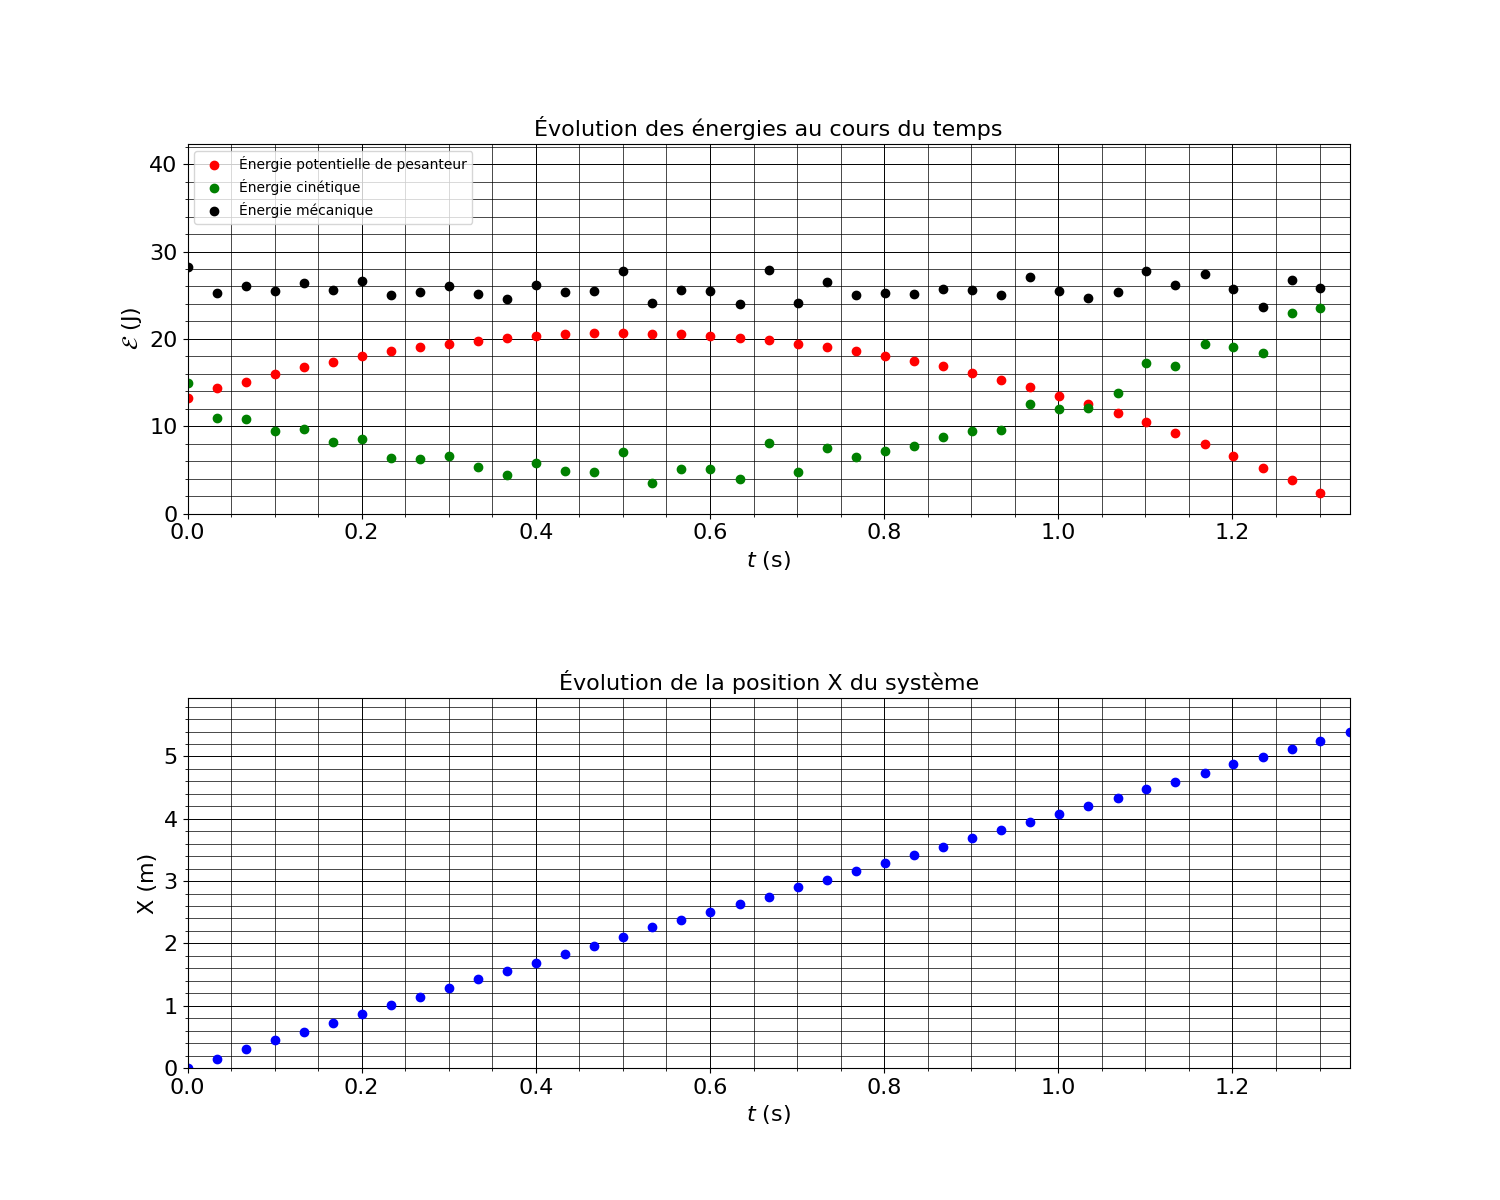 Évolution des énergies au cours du temps
Énergie potentielle de pesanteur
Énergie cinétique
Énergie mécanique
40
30
20
10
0
ℰ (J)
0.0 0.2 0.4 0.6 0.8 1.0 1.2
t (s)
Évolution de la position X du système
5
4
3
2
1
0
X (m)
0.0 0.2 0.4 0.6 0.8 1.0 1.2
t (s)